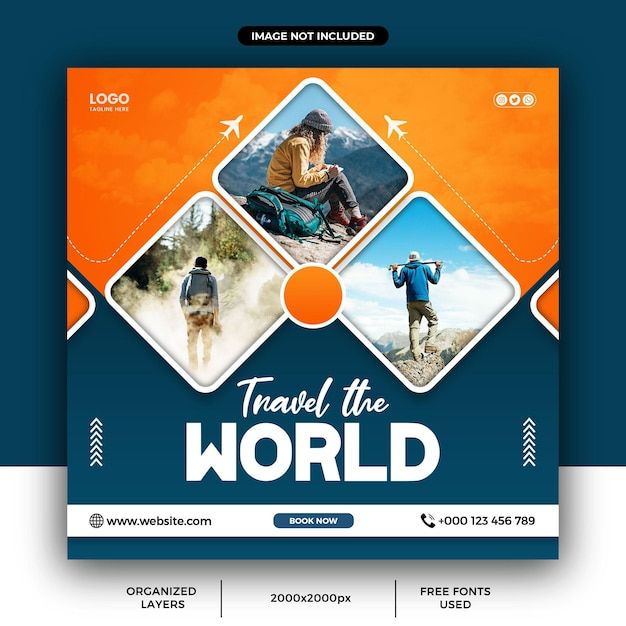 IMAGE NOT INCLUDED
LOGO
TAGLINE HERE
Travel the
WORLD
www.website.com
BOOK NOW
+000 123 456 789
ORGANIZED
LAYERS
2000x2000px
FREE FONTS
USED